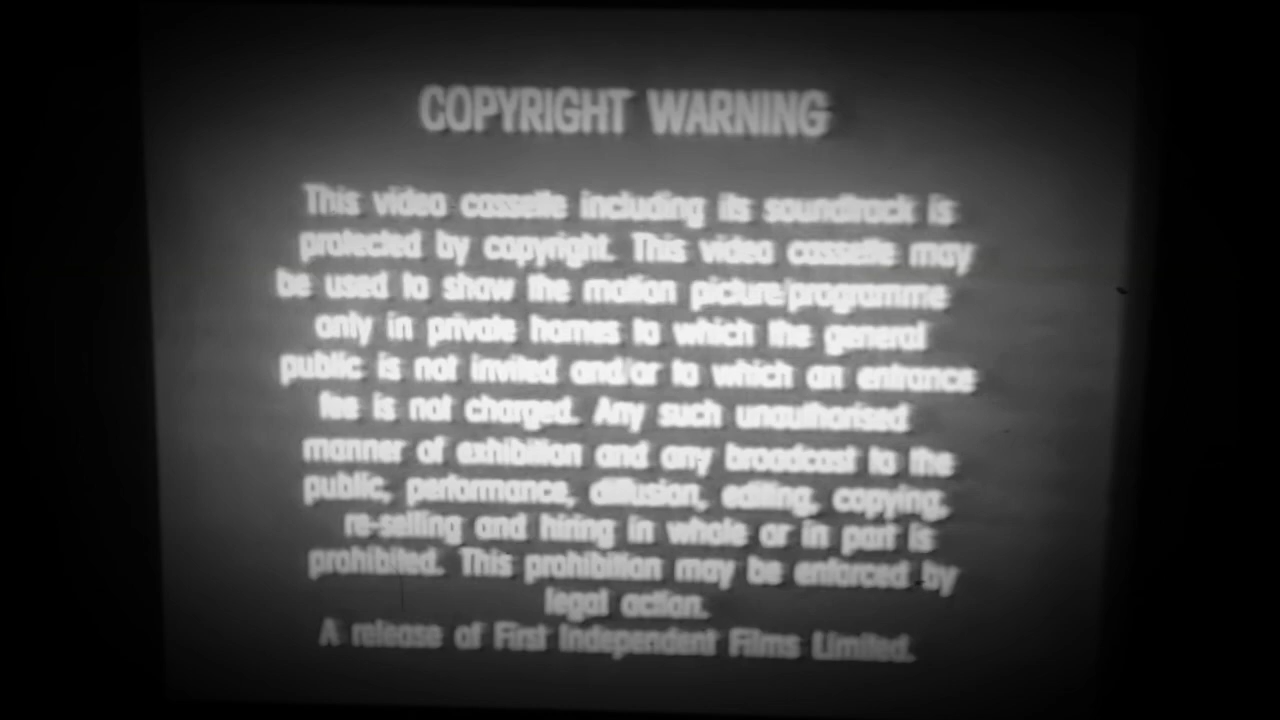 COPYRIGHT WARNING
This video cassette including its soundtrack is
protected by copyright. This video cassette may
be used to show the motion picture/programme
only in private homes to which the general
public is not invited and/or to which an entrance
fee is not charged. Any such unauthorised
manner of exhibition and any broadcast to the
public, performance, diffusion, editing, copying,
re-selling and hiring in whole or in part is
prohibited. This prohibition may be enforced by
legal action.
A release of First Independent Films Limited.